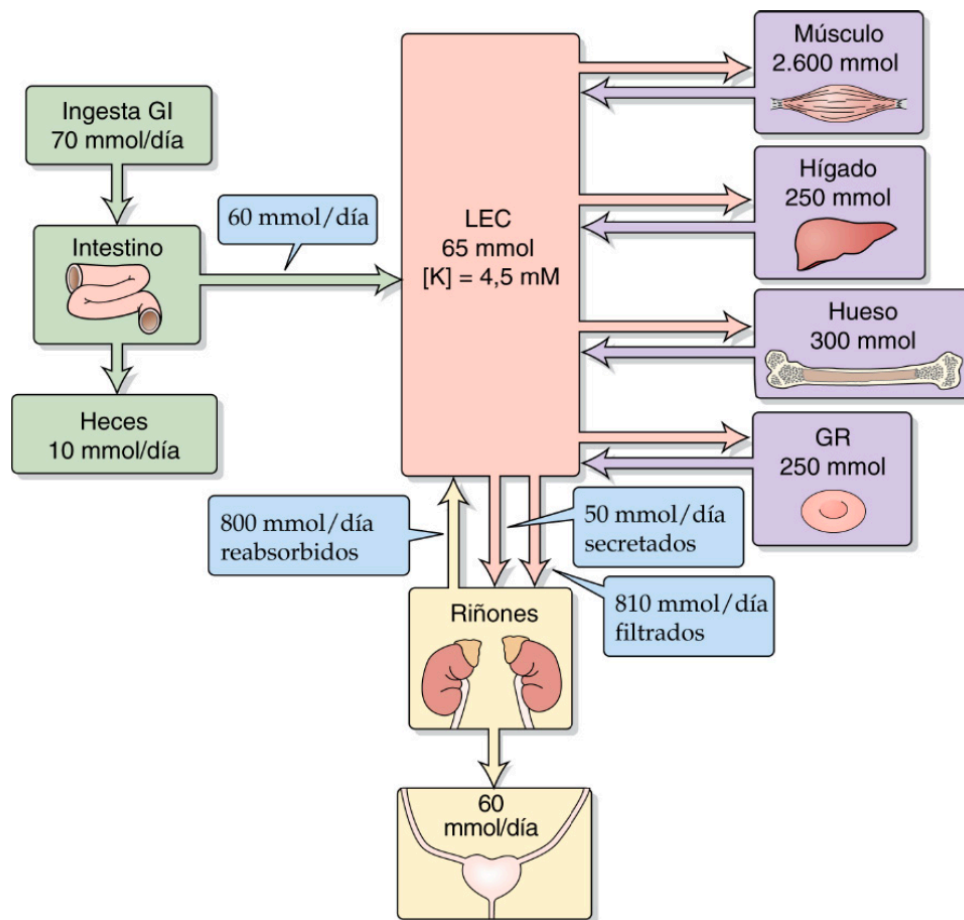 Ingesta GI
70 mmol/día
Intestino
Heces
10 mmol/día
60 mmol/día
LEC
65 mmol
[K] = 4,5 mM
Músculo
2.600 mmol
Hígado
250 mmol
Hueso
300 mmol
GR
250 mmol
800 mmol/día
reabsorbidos
50 mmol/día
secretados
810 mmol/día
filtrados
Riñones
60
mmol/día